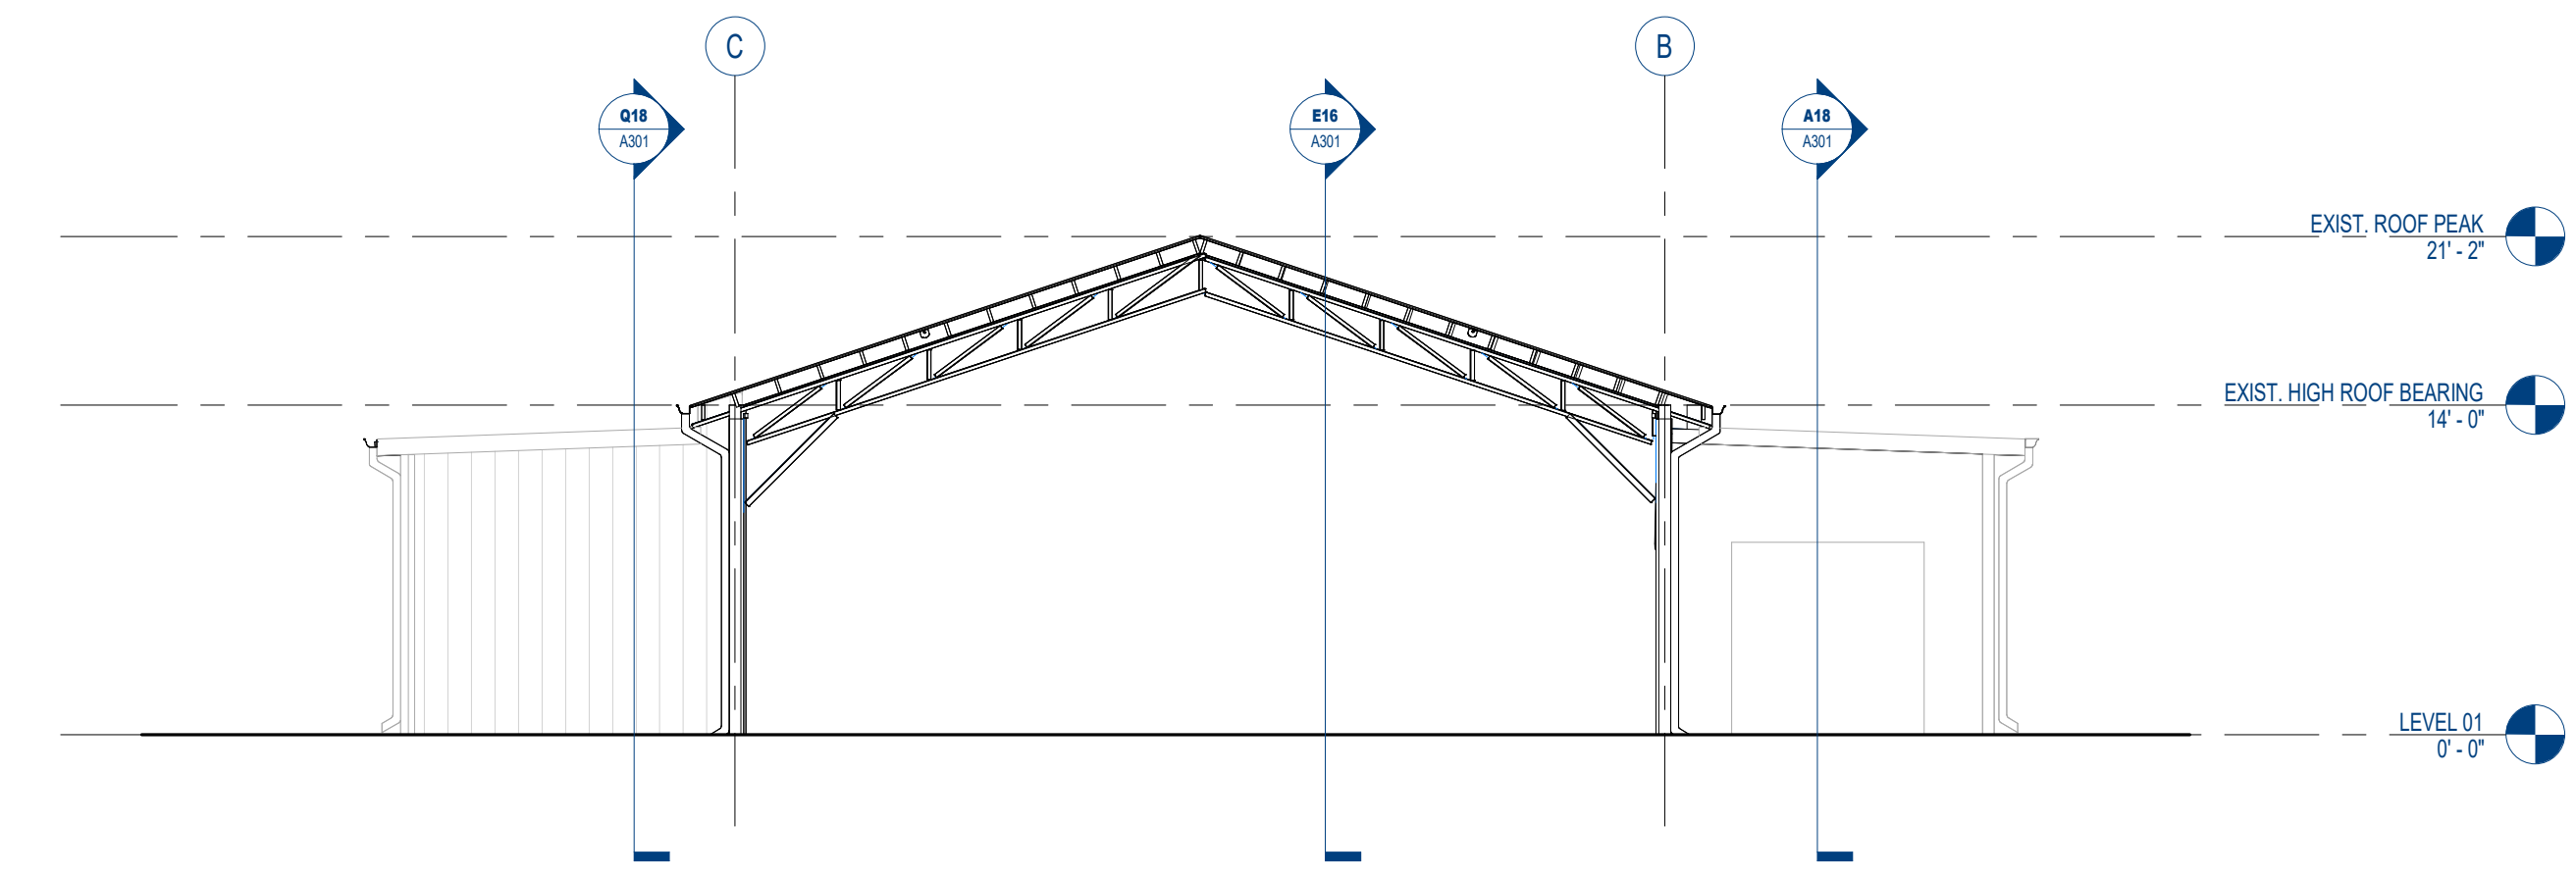 C
B
Q18
A301
E16
A301
A18
A301
EXIST. ROOF PEAK
21' - 2"
EXIST. HIGH ROOF BEARING
14' - 0"
LEVEL 01
0' - 0"